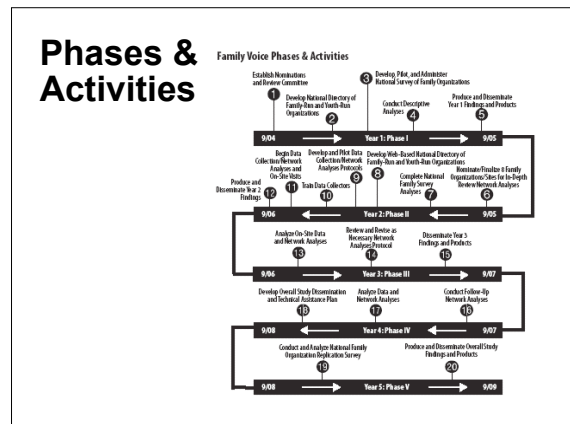 Phases &
Activities
Family Voice Phases & Activities
Establish Nominations
and Review Committee
1
Develop National Directory of
Family-Run and Youth-Run
Organizations
2
3
Develop, Pilot, and Administer
National Survey of Family Organizations
Conduct Descriptive
Analyses
4
Produce and Disseminate
Year 1 Findings and Products
5
9/04
Year 1: Phase I
9/05
Produce and
Disseminate Year 2
Findings
12
Begin Data
Collection/Network
Analyses and
On-Site Visits
11
Train Data Collectors
10
Develop and Pilot Data
Collection/Network
Analyses Protocols
9
Develop Web-Based National Directory of
Family-Run and Youth-Run Organizations
8
Complete National
Family Survey
Analyses
7
Nominate/Finalize 8 Family
Organizations/Sites for In-Depth
Review Network Analyses
6
9/06
Year 2: Phase II
9/05
Analyze On-Site Data
and Network Analyses
13
Review and Revise as
Necessary Network
Analyses Protocol
14
Disseminate Year 3
Findings and Products
15
9/06
Year 3: Phase III
9/07
Develop Overall Study Dissemination
and Technical Assistance Plan
18
Analyze Data and
Network Analyses
17
Conduct Follow-Up
Network Analyses
16
9/08
Year 4: Phase IV
9/07
Conduct and Analyze National Family
Organization Replication Survey
19
Produce and Disseminate Overall Study
Findings and Products
20
9/08
Year 5: Phase V
9/09